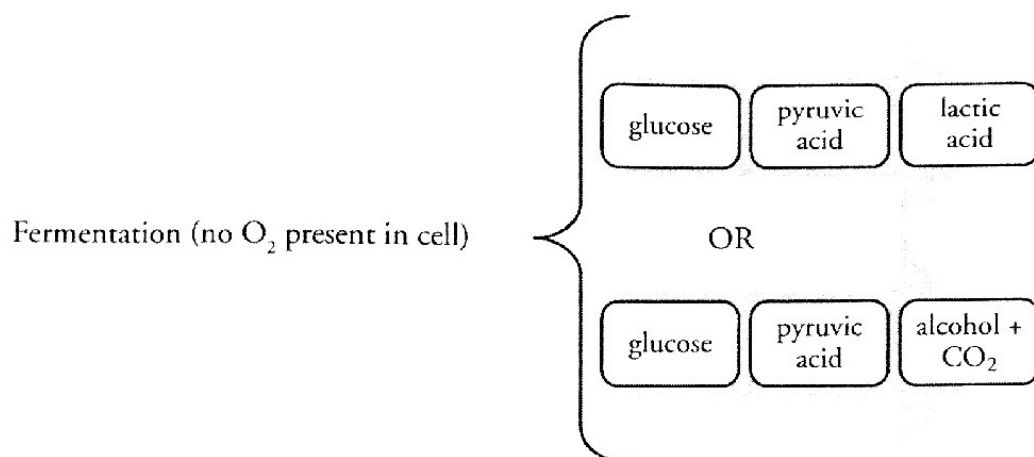 glucose
pyruvic
acid
lactic
acid
Fermentation (no O₂ present in cell)
OR
glucose
pyruvic
acid
alcohol +
CO₂